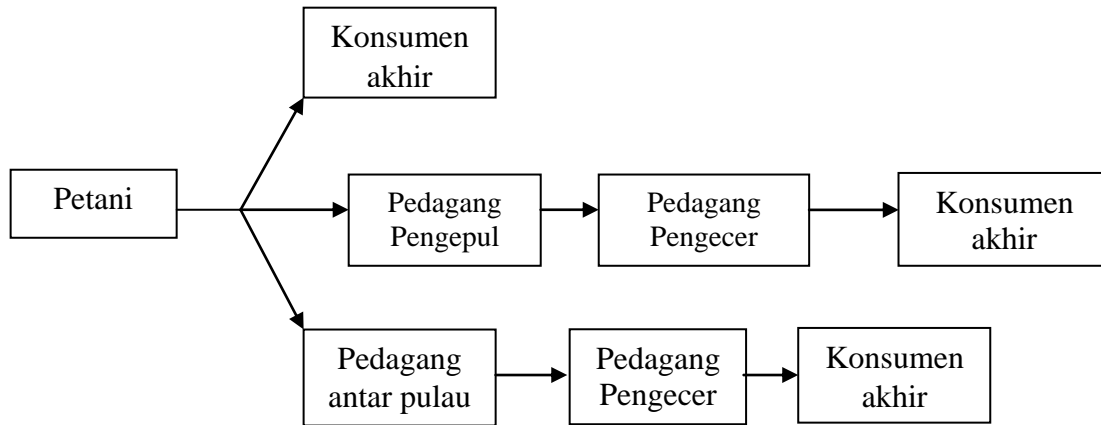 Konsumen
akhir
Petani
Pedagang
Pengepul
Pedagang
Pengecer
Konsumen
akhir
Pedagang
antar pulau
Pedagang
Pengecer
Konsumen
akhir